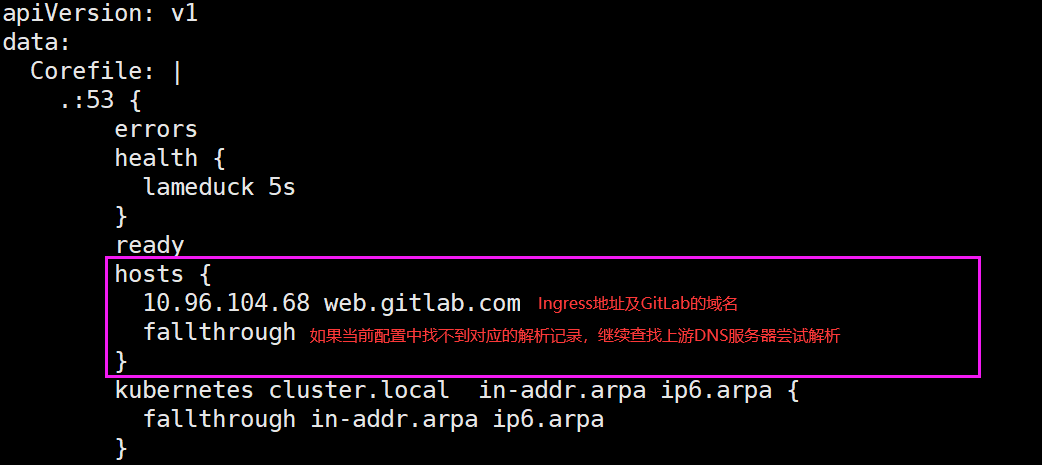 apiVersion: v1
data:
  Corefile: |
    .:53 {
        errors
        health {
          lameduck 5s
        }
        ready
        hosts {
          10.96.104.68 web.gitlab.com Ingress地址及GitLab的域名
          fallthrough 如果当前配置中找不到对应的解析记录，继续查找上游DNS服务器尝试解析
        }
        kubernetes cluster.local  in-addr.arpa ip6.arpa {
          fallthrough in-addr.arpa ip6.arpa
        }